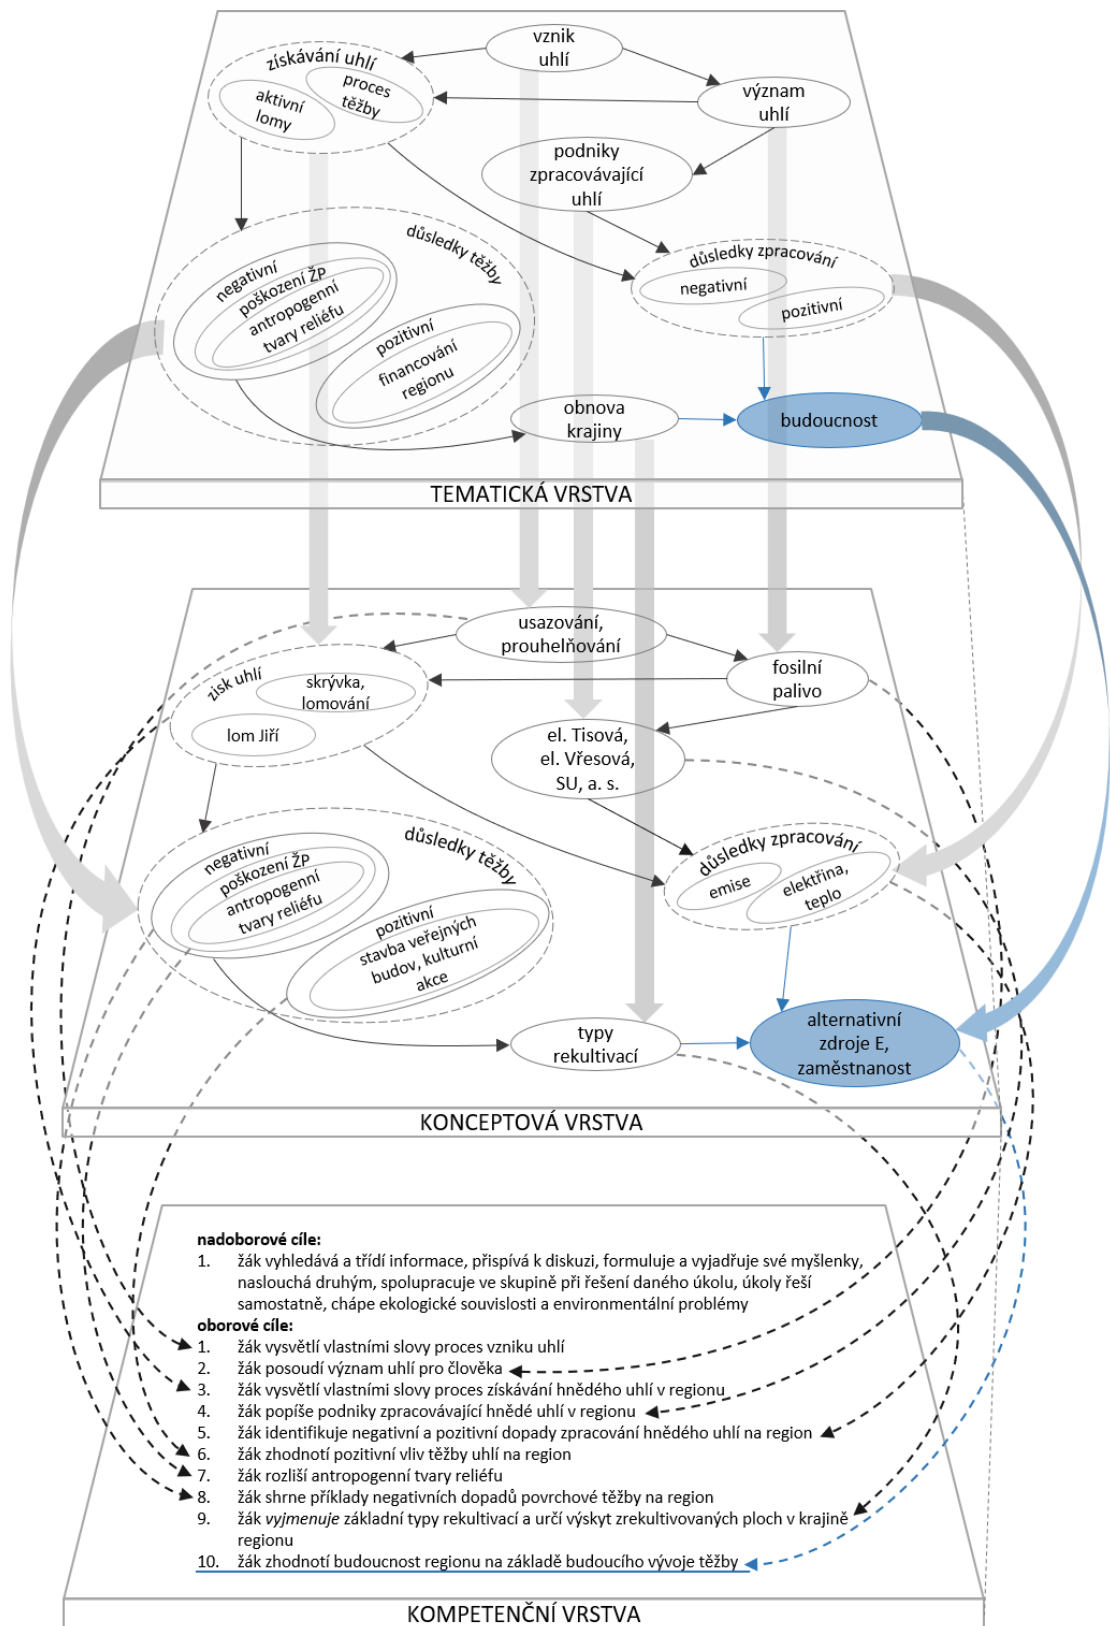 vznik
uhlí
význam
uhlí
získávání uhlí
proces
těžby
aktivní
lomy
podniky
zpracovávající
uhlí
důsledky těžby
negativní
poškození ŽP
antropogenní
tvary reliéfu
pozitivní
financování
regionu
důsledky zpracování
negativní
pozitivní
obnova
krajiny
budoucnost
TEMATICKÁ VRSTVA
usazování,
prouhelňování
fosilní
palivo
zisk uhlí
skrývka,
lomování
lom Jiří
el. Tisová,
el. Vřesová,
SU, a. s.
důsledky těžby
negativní
poškození ŽP
antropogenní
tvary reliéfu
pozitivní
stavba veřejných
budov, kulturní
akce
důsledky zpracování
emise
elektřina,
teplo
typy
rekultivací
alternativní
zdroje E,
zaměstnanost
KONCEPTOVÁ VRSTVA
nadoborové cíle:
1. žák vyhledává a třídí informace, přispívá k diskuzi, formuluje a vyjadřuje své myšlenky,
naslouchá druhým, spolupracuje ve skupině při řešení daného úkolu, úkoly řeší
samostatně, chápe ekologické souvislosti a environmentální problémy
oborové cíle:
1. žák vysvětlí vlastními slovy proces vzniku uhlí
2. žák posoudí význam uhlí pro člověka
3. žák vysvětlí vlastními slovy proces získávání hnědého uhlí v regionu
4. žák popíše podniky zpracovávající hnědé uhlí v regionu
5. žák identifikuje negativní a pozitivní dopady zpracování hnědého uhlí na region
6. žák zhodnotí pozitivní vliv těžby uhlí na region
7. žák rozliší antropogenní tvary reliéfu
8. žák shrne příklady negativních dopadů povrchové těžby na region
9. žák vyjmenuje základní typy rekultivací a určí výskyt zrekultivovaných ploch v krajině
regionu
10. žák zhodnotí budoucnost regionu na základě budoucího vývoje těžby
KOMPETENČNÍ VRSTVA